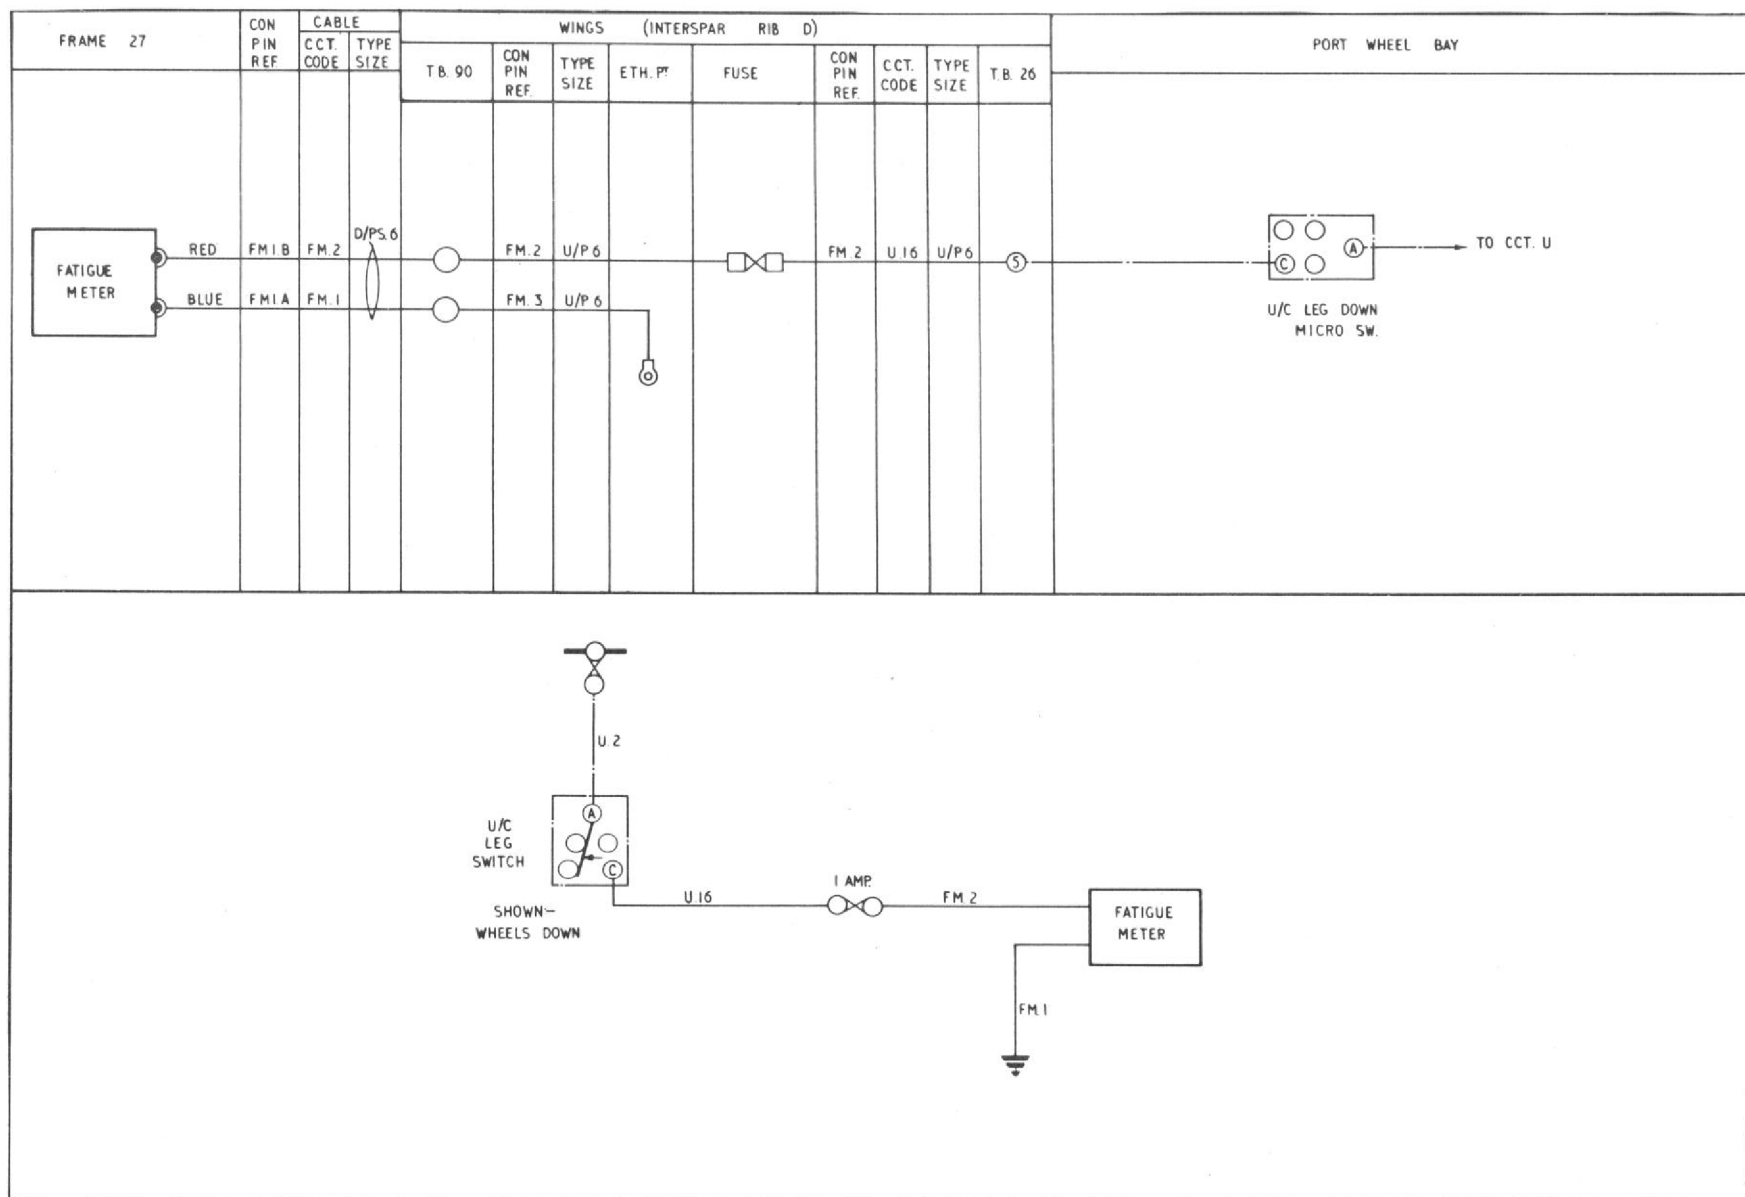 FRAME 27
CON
PIN
REF
CABLE
CCT.
CODE
TYPE
SIZE
WINGS (INTERSPAR RIB D)
T.B. 90
CON
PIN
REF.
TYPE
SIZE
ETH. PT
FUSE
CON
PIN
REF.
CCT.
CODE
TYPE
SIZE
T.B. 26
PORT WHEEL BAY
FATIGUE
METER
RED
FM1.B
FM.2
D/PS.6
FM.2
U/P6
FM.2
U.16
U/P6
S
C
A
TO CCT. U
U/C LEG DOWN
MICRO SW.
BLUE
FM1.A
FM.1
FM.3
U/P6
U.2
U/C
LEG
SWITCH
A
C
SHOWN:-
WHEELS DOWN
U.16
1 AMP.
FM.2
FATIGUE
METER
FM.1